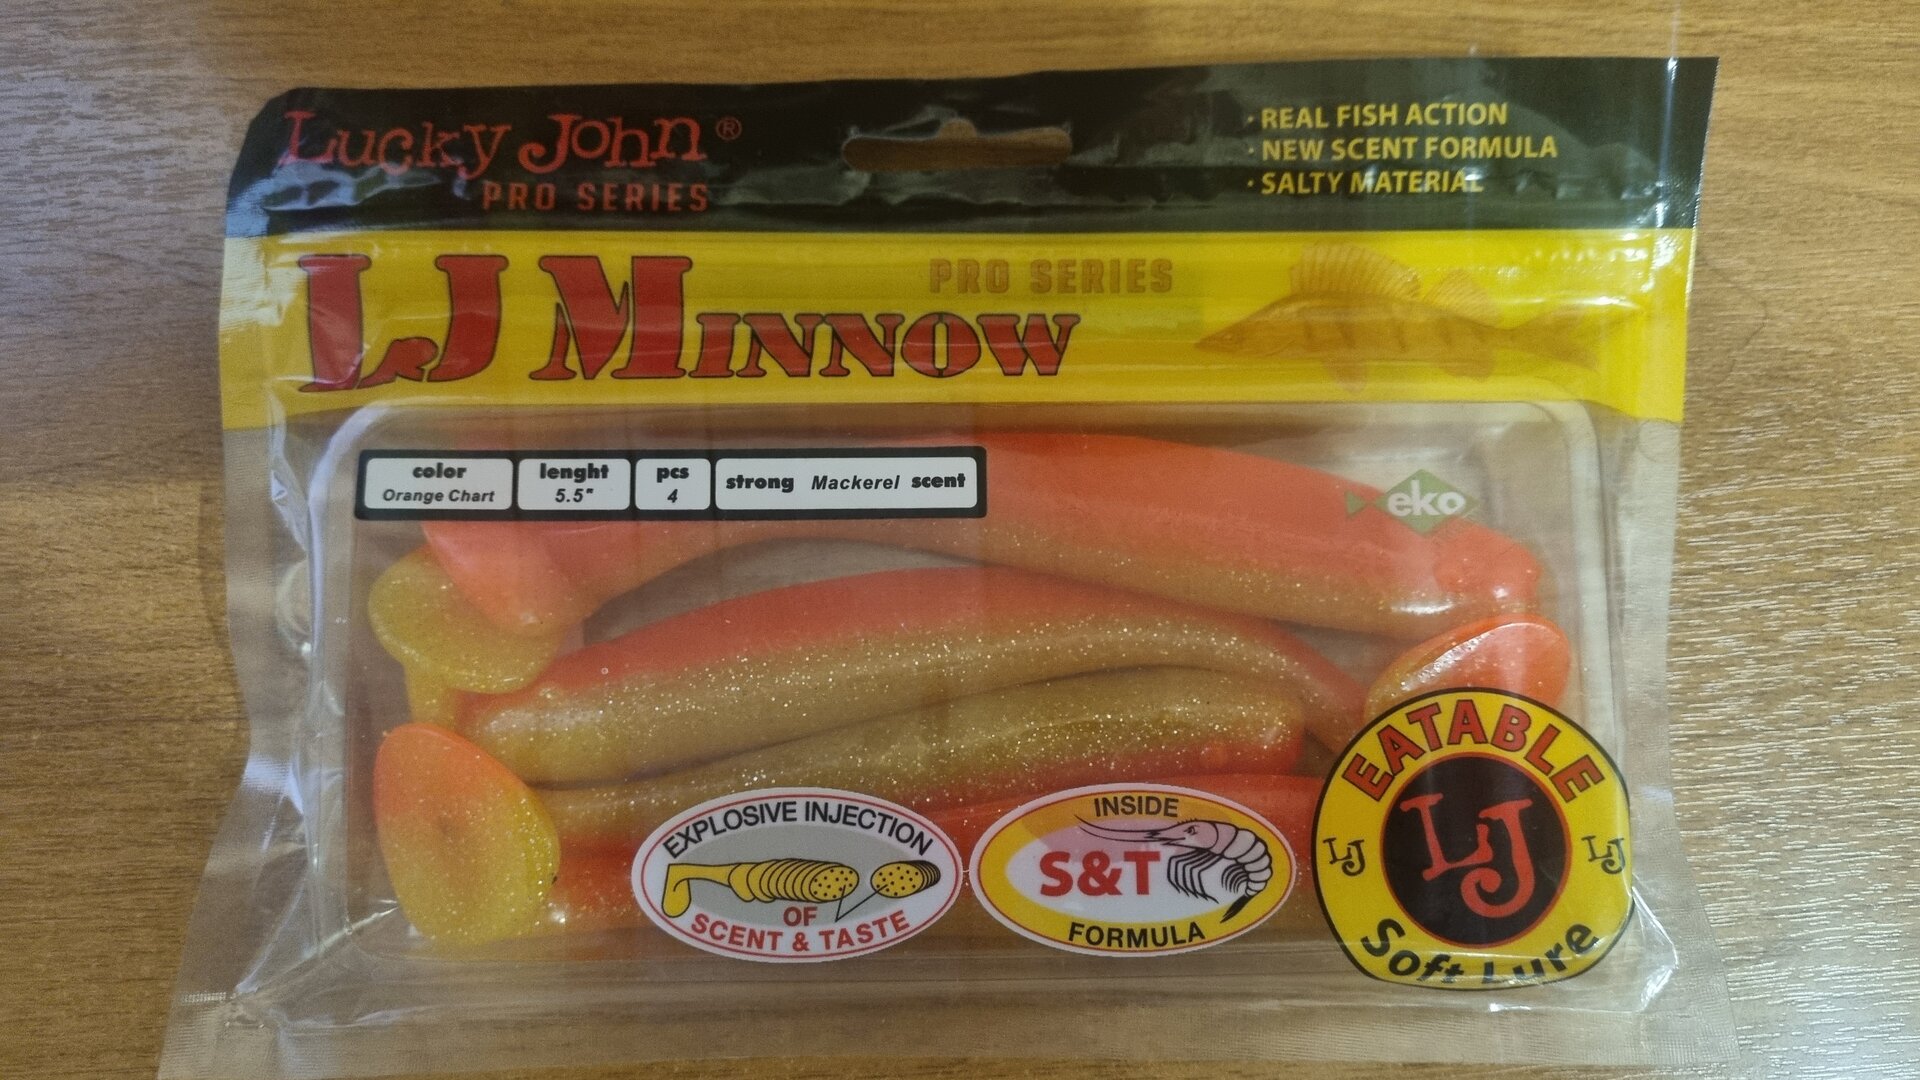 Lucky John®
PRO SERIES
· REAL FISH ACTION
· NEW SCENT FORMULA
· SALTY MATERIAL
LJ MINNOW
PRO SERIES
color
Orange Chart
lenght
5.5"
pcs
4
strong Mackerel scent
eko
EXPLOSIVE INJECTION
OF
SCENT & TASTE
INSIDE
S&T
FORMULA
EATABLE
LJ
LJ
LJ
Soft Lure